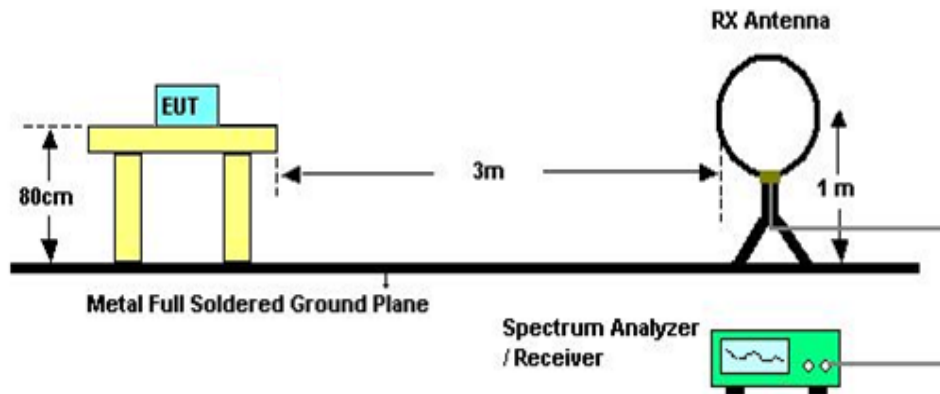 RX Antenna
EUT
3m
80cm
1 m
Metal Full Soldered Ground Plane
Spectrum Analyzer
/ Receiver